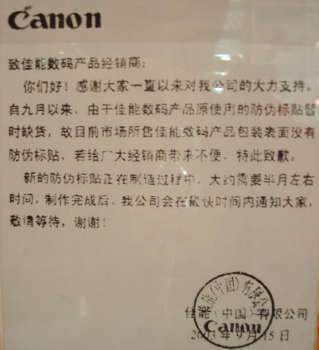 Canon
致佳能数码产品经销商:
你们好!感谢大家一直以来对我公司的大力支持。
自九月以来,由于佳能数码产品原使用的防伪标贴暂
时缺货,故目前市场所售佳能数码产品包装表面没有
防伪标贴,若给广大经销商带来不便,特此致歉。
新的防伪标贴正在制造过程中,大约需要半月左右
时间,制作完成后,我公司会在最快时间内通知大家,
敬请等待,谢谢!
佳能(中国)有限公司
年9月15日
Canon